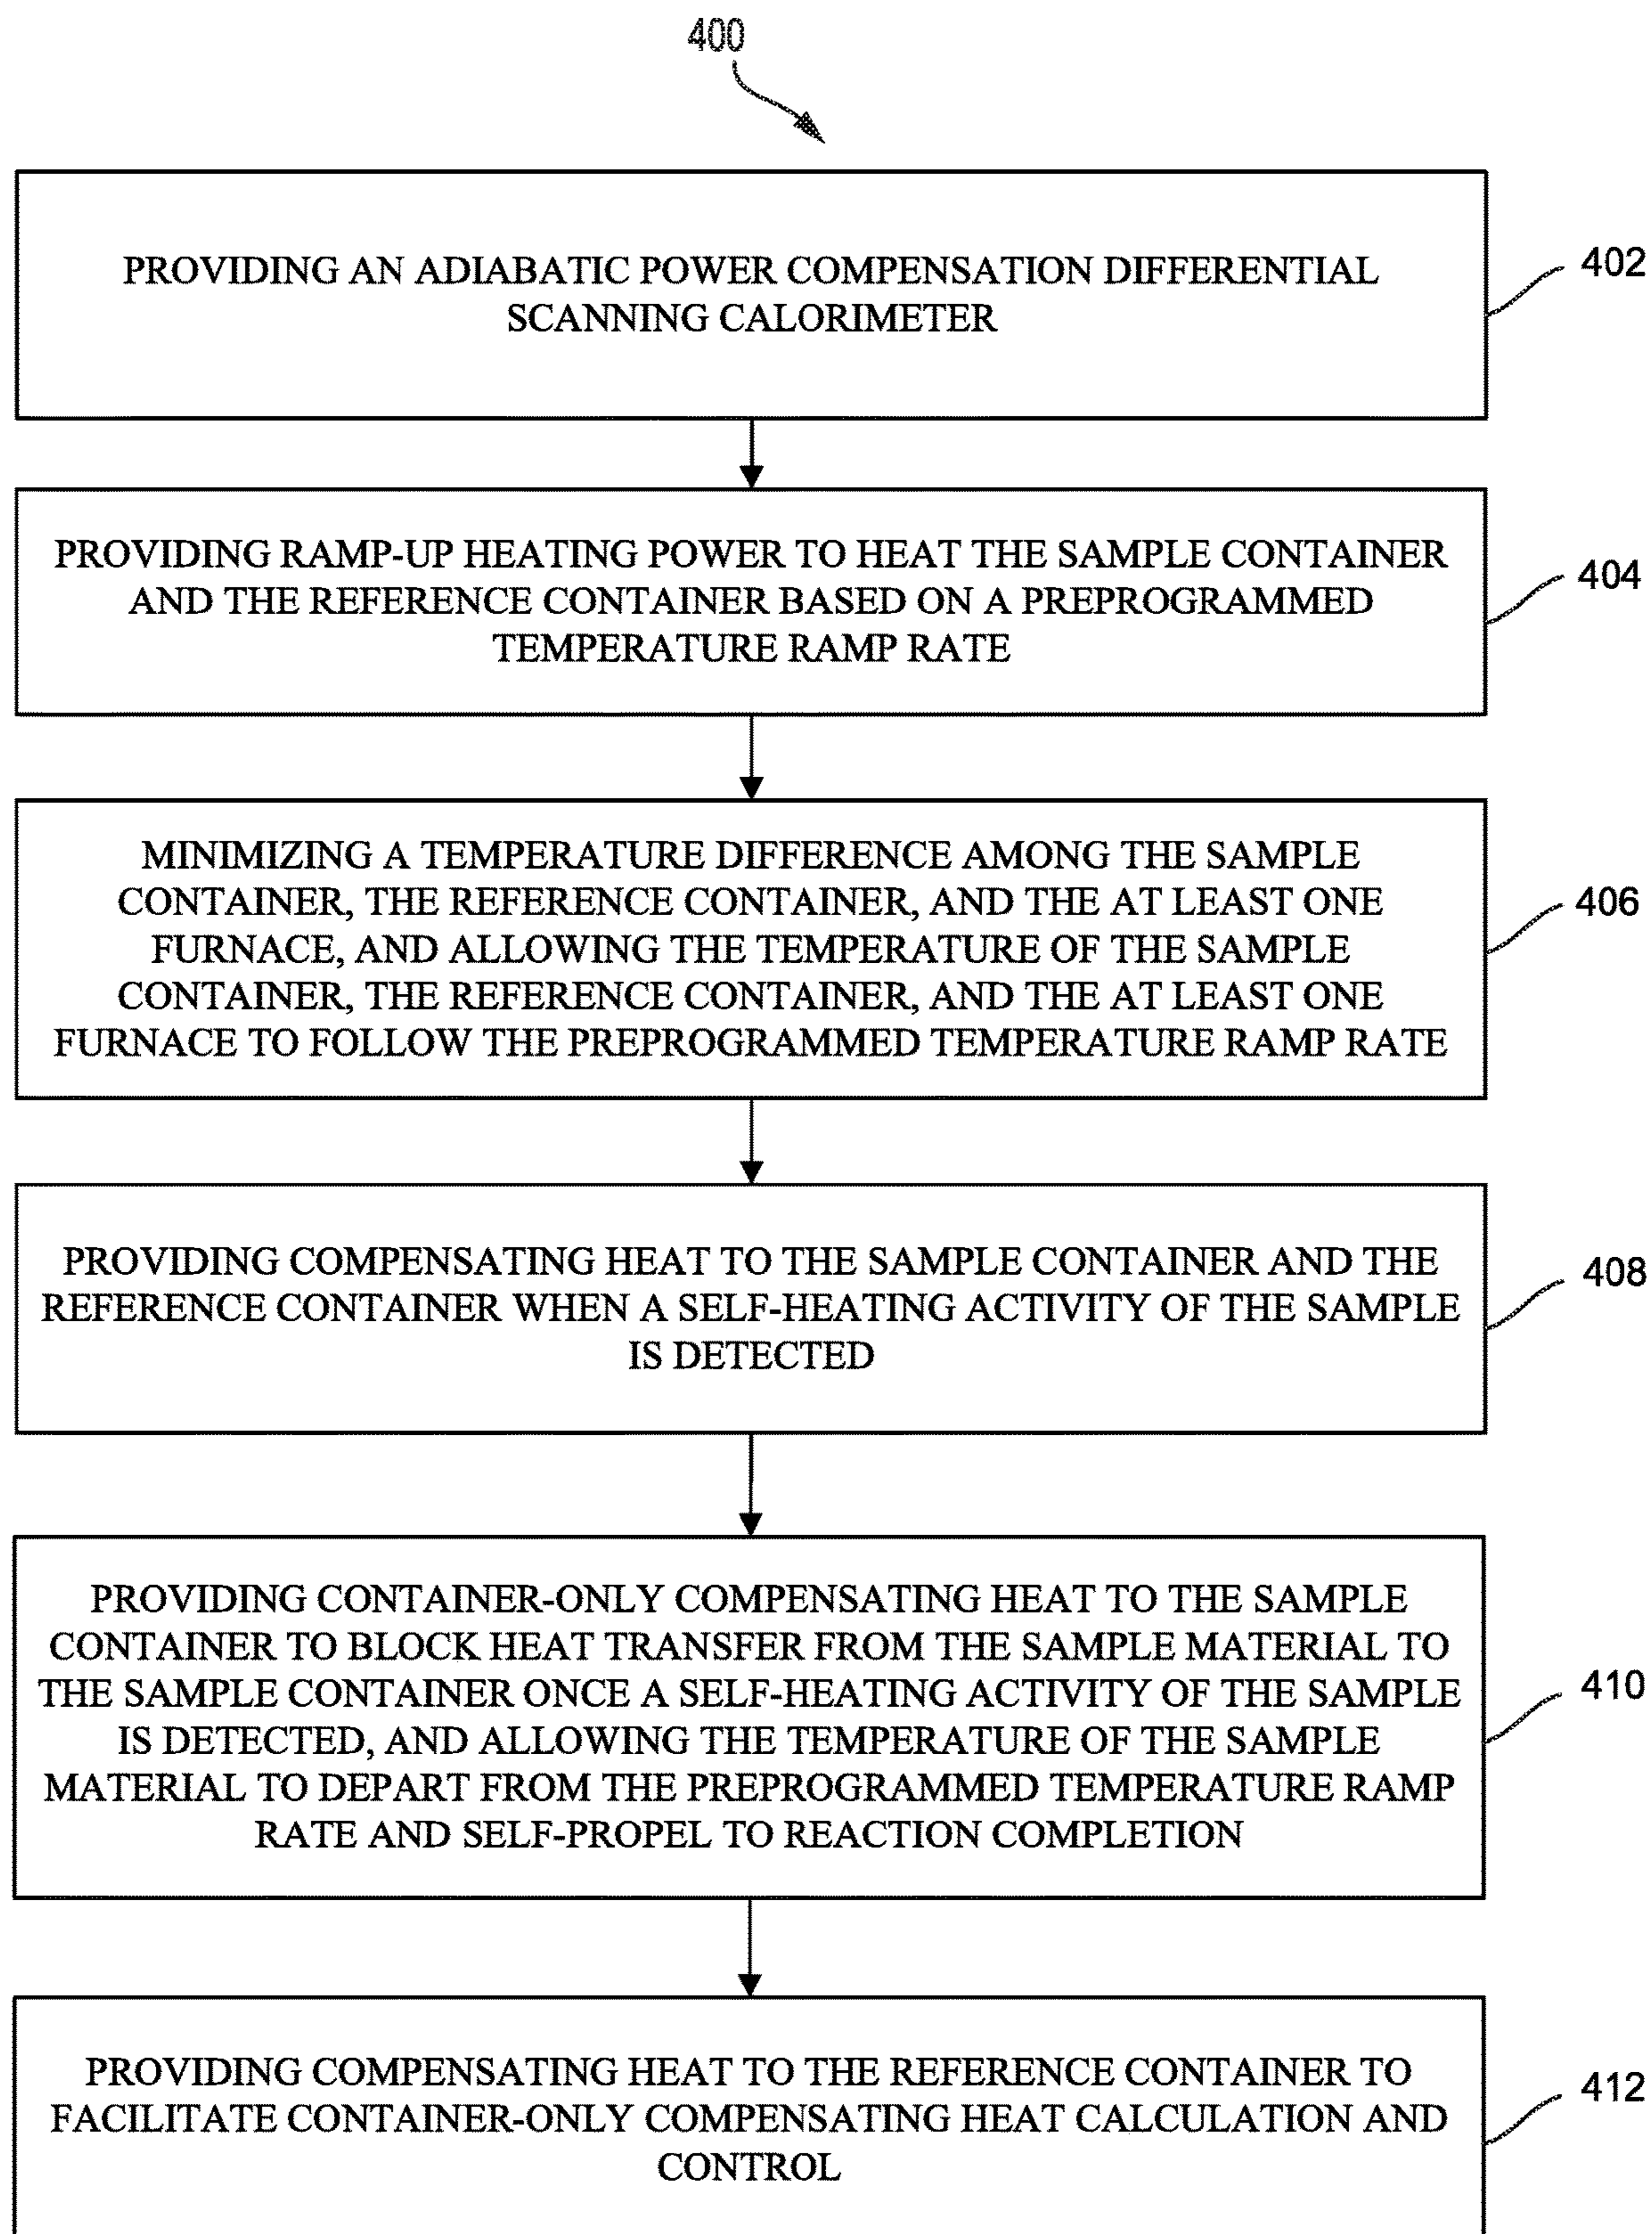 400
PROVIDING AN ADIABATIC POWER COMPENSATION DIFFERENTIAL
SCANNING CALORIMETER
402
PROVIDING RAMP-UP HEATING POWER TO HEAT THE SAMPLE CONTAINER
AND THE REFERENCE CONTAINER BASED ON A PREPROGRAMMED
TEMPERATURE RAMP RATE
404
MINIMIZING A TEMPERATURE DIFFERENCE AMONG THE SAMPLE
CONTAINER, THE REFERENCE CONTAINER, AND THE AT LEAST ONE
FURNACE, AND ALLOWING THE TEMPERATURE OF THE SAMPLE
CONTAINER, THE REFERENCE CONTAINER, AND THE AT LEAST ONE
FURNACE TO FOLLOW THE PREPROGRAMMED TEMPERATURE RAMP RATE
406
PROVIDING COMPENSATING HEAT TO THE SAMPLE CONTAINER AND THE
REFERENCE CONTAINER WHEN A SELF-HEATING ACTIVITY OF THE SAMPLE
IS DETECTED
408
PROVIDING CONTAINER-ONLY COMPENSATING HEAT TO THE SAMPLE
CONTAINER TO BLOCK HEAT TRANSFER FROM THE SAMPLE MATERIAL TO
THE SAMPLE CONTAINER ONCE A SELF-HEATING ACTIVITY OF THE SAMPLE
IS DETECTED, AND ALLOWING THE TEMPERATURE OF THE SAMPLE
MATERIAL TO DEPART FROM THE PREPROGRAMMED TEMPERATURE RAMP
RATE AND SELF-PROPEL TO REACTION COMPLETION
410
PROVIDING COMPENSATING HEAT TO THE REFERENCE CONTAINER TO
FACILITATE CONTAINER-ONLY COMPENSATING HEAT CALCULATION AND
CONTROL
412